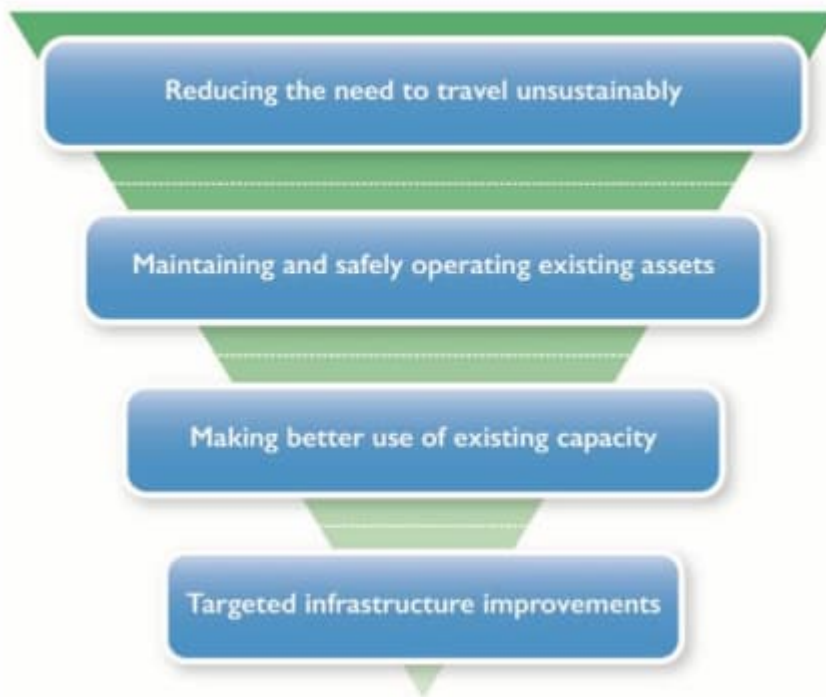 Reducing the need to travel unsustainably
Maintaining and safely operating existing assets
Making better use of existing capacity
Targeted infrastructure improvements